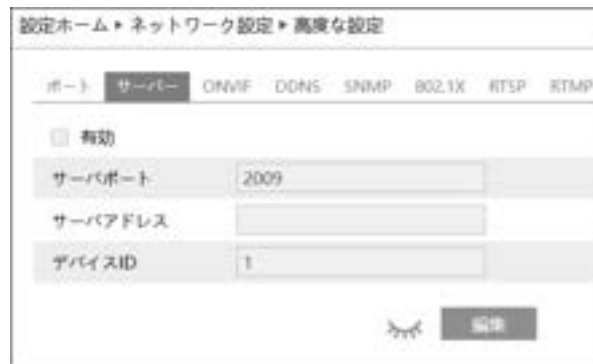 設定ホーム ▸ ネットワーク設定 ▸ 高度な設定
ポート サーバー ONVIF DDNS SNMP 802.1X RTSP RTMP
有効
サーバポート 2009
サーバアドレス
デバイスID 1
編集